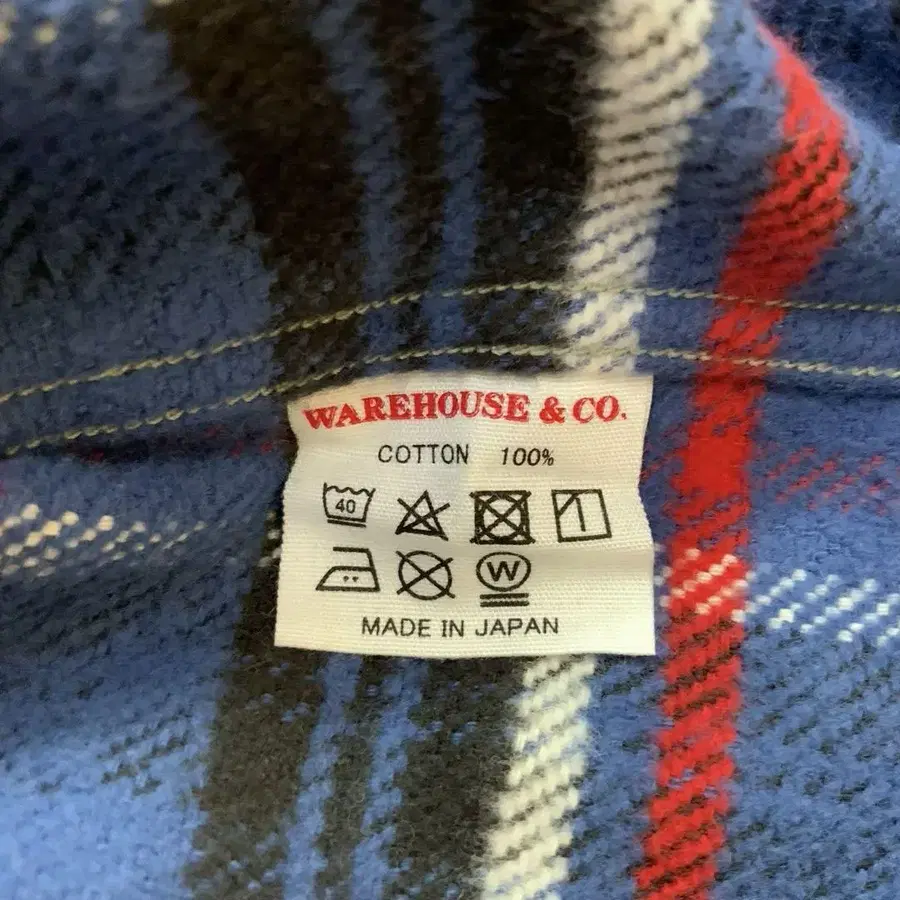 WAREHOUSE & CO.
COTTON 100%
40
W
MADE IN JAPAN